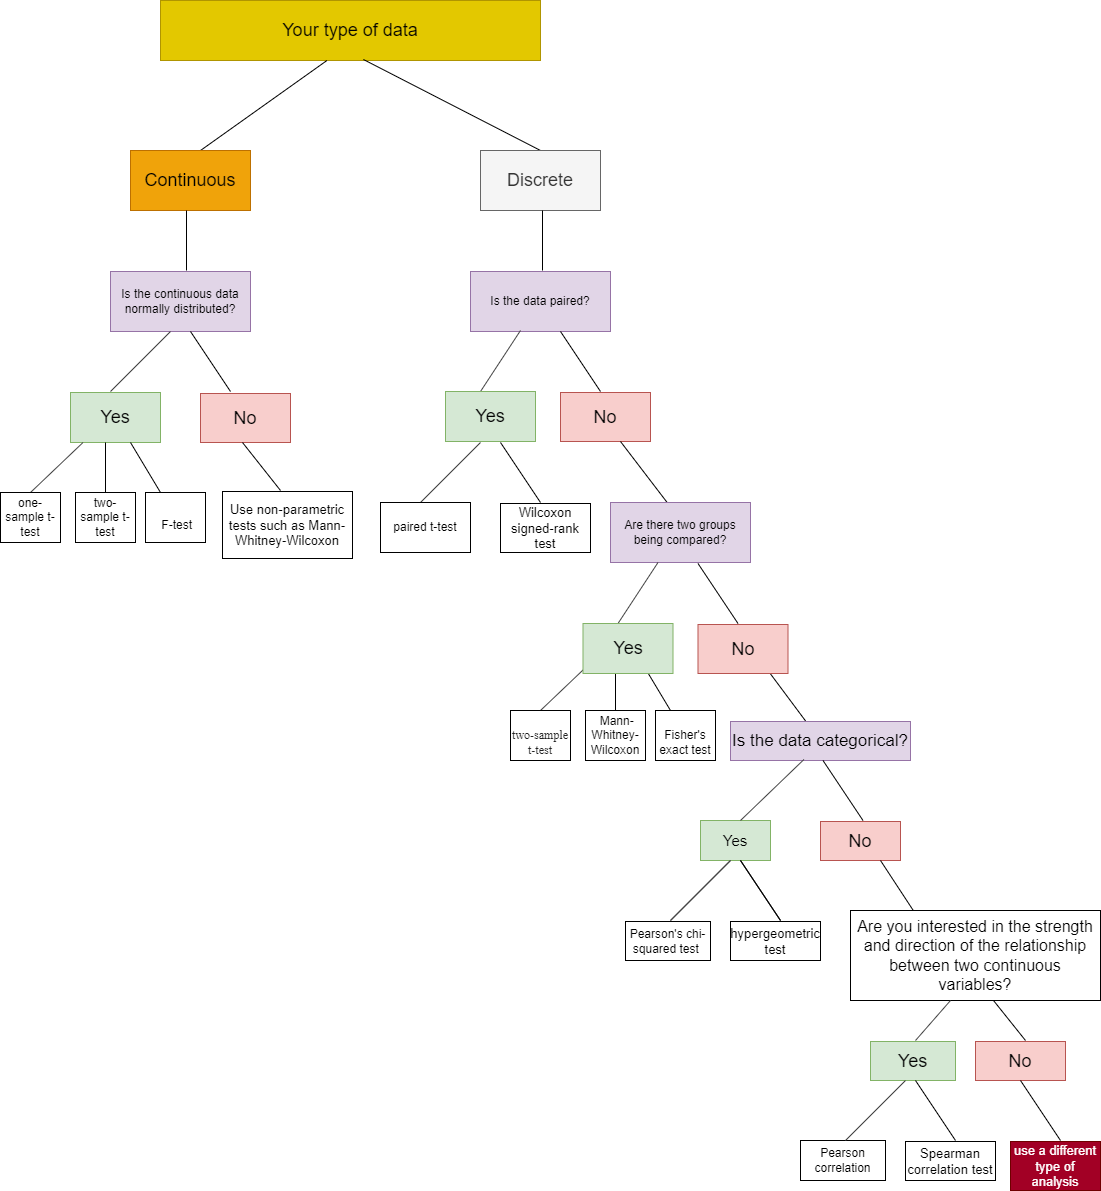 Your type of data
Continuous
Discrete
Is the continuous data
normally distributed?
Is the data paired?
Yes
No
Yes
No
one-
sample t-
test
two-
sample t-
test
F-test
Use non-parametric
tests such as Mann-
Whitney-Wilcoxon
paired t-test
Wilcoxon
signed-rank
test
Are there two groups
being compared?
Yes
No
two-sample
t-test
Mann-
Whitney-
Wilcoxon
Fisher's
exact test
Is the data categorical?
Yes
No
Pearson's chi-
squared test
hypergeometric
test
Are you interested in the strength
and direction of the relationship
between two continuous
variables?
Yes
No
Pearson
correlation
Spearman
correlation test
use a different
type of
analysis